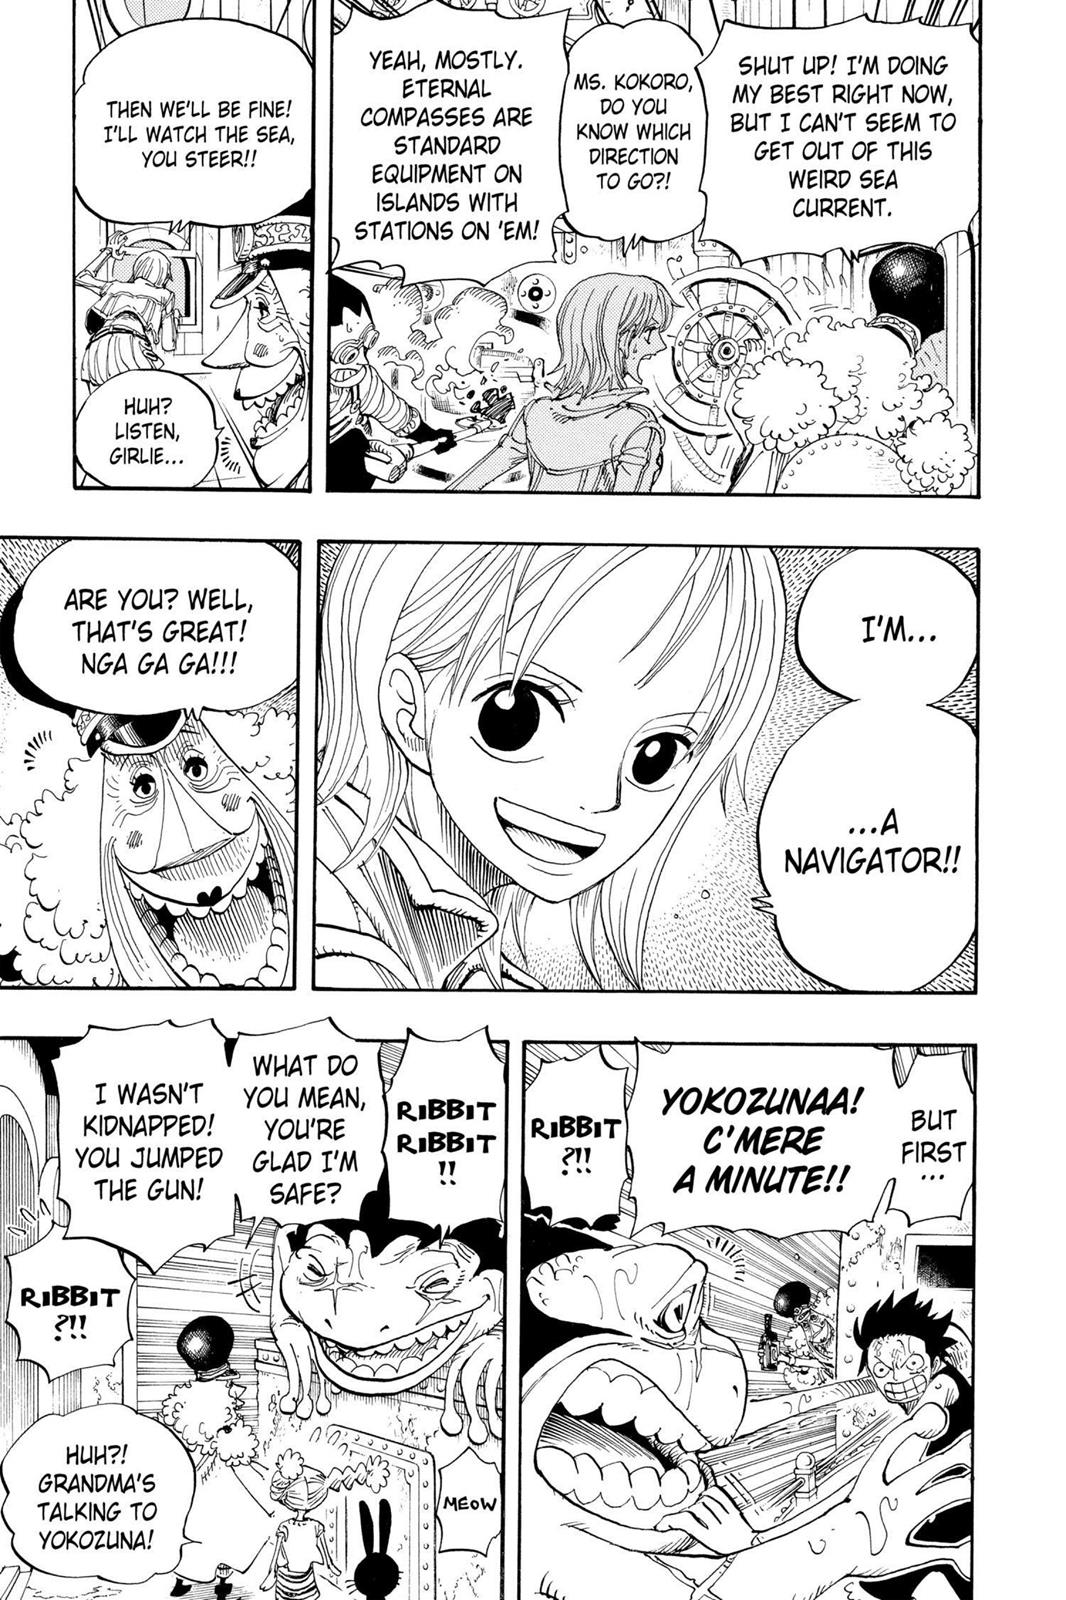 SHUT UP! I'M DOING
MY BEST RIGHT NOW,
BUT I CAN'T SEEM TO
GET OUT OF THIS
WEIRD SEA
CURRENT.
MS. KOKORO,
DO YOU
KNOW WHICH
DIRECTION
TO GO?!
YEAH, MOSTLY.
ETERNAL
COMPASSES ARE
STANDARD
EQUIPMENT ON
ISLANDS WITH
STATIONS ON 'EM!
THEN WE'LL BE FINE!
I'LL WATCH THE SEA,
YOU STEER!!
HUH?
LISTEN,
GIRLIE...
I'M...
...A
NAVIGATOR!!
ARE YOU? WELL,
THAT'S GREAT!
NGA GA GA!!!
BUT
FIRST
...
YOKOZUNAA!
C'MERE
A MINUTE!!
RIBBIT
?!!
RIBBIT
RIBBIT
!!
WHAT DO
YOU MEAN,
YOU'RE
GLAD I'M
SAFE?
I WASN'T
KIDNAPPED!
YOU JUMPED
THE GUN!
RIBBIT
?!!
MEOW
HUH?!
GRANDMA'S
TALKING TO
YOKOZUNA!